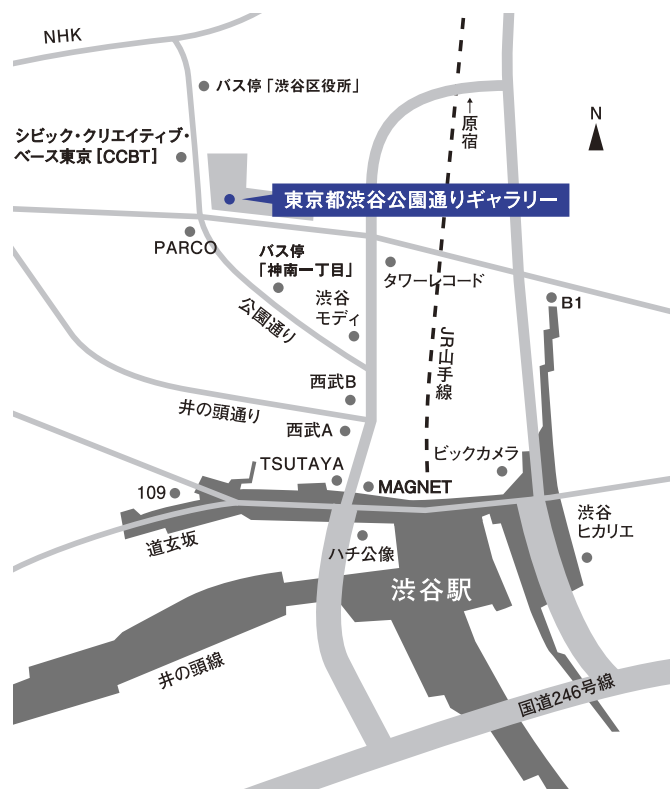 NHK
バス停「渋谷区役所」
↑原宿
N
シビック・クリエイティブ・
ベース東京［CCBT］
東京都渋谷公園通りギャラリー
PARCO
バス停
「神南一丁目」
タワーレコード
B1
渋谷
モディ
公園通り
JR山手線
西武B
井の頭通り
西武A
ビックカメラ
TSUTAYA
MAGNET
109
渋谷
ヒカリエ
道玄坂
ハチ公像
渋谷駅
井の頭線
国道246号線